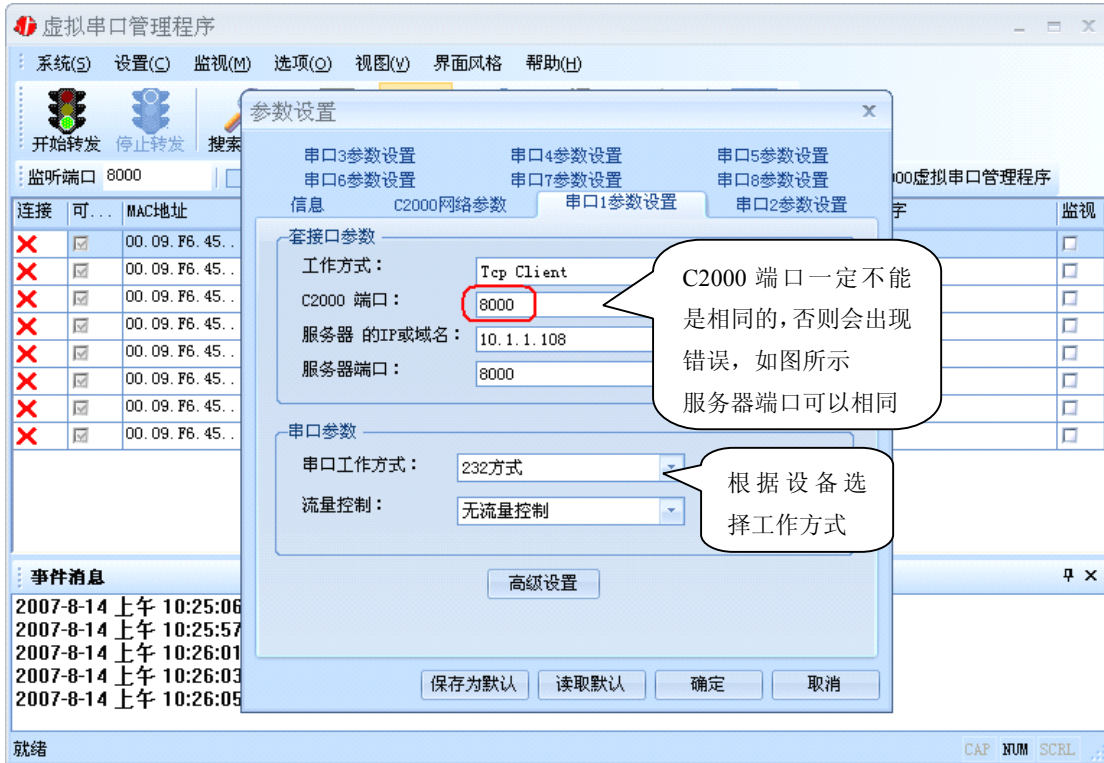 虚拟串口管理程序
系统(S) 设置(C) 监视(M) 选项(O) 视图(V) 界面风格 帮助(H)
开始转发 停止转发 搜索
监听端口 8000
00虚拟串口管理程序
连接 可... MAC地址 字 监视
00.09.F6.45..
00.09.F6.45..
00.09.F6.45..
00.09.F6.45..
00.09.F6.45..
00.09.F6.45..
00.09.F6.45..
00.09.F6.45..
参数设置
串口3参数设置 串口4参数设置 串口5参数设置
串口6参数设置 串口7参数设置 串口8参数设置
信息 C2000网络参数 串口1参数设置 串口2参数设置
套接口参数
工作方式： Tcp Client
C2000 端口： 8000
服务器 的IP或域名： 10.1.1.108
服务器端口： 8000
C2000 端口一定不能
是相同的，否则会出现
错误，如图所示
服务器端口可以相同
串口参数
串口工作方式： 232方式
流量控制： 无流量控制
根据设备选
择工作方式
高级设置
保存为默认 读取默认 确定 取消
事件消息
2007-8-14 上午 10:25:06
2007-8-14 上午 10:25:57
2007-8-14 上午 10:26:01
2007-8-14 上午 10:26:03
2007-8-14 上午 10:26:05
就绪
CAP NUM SCRL